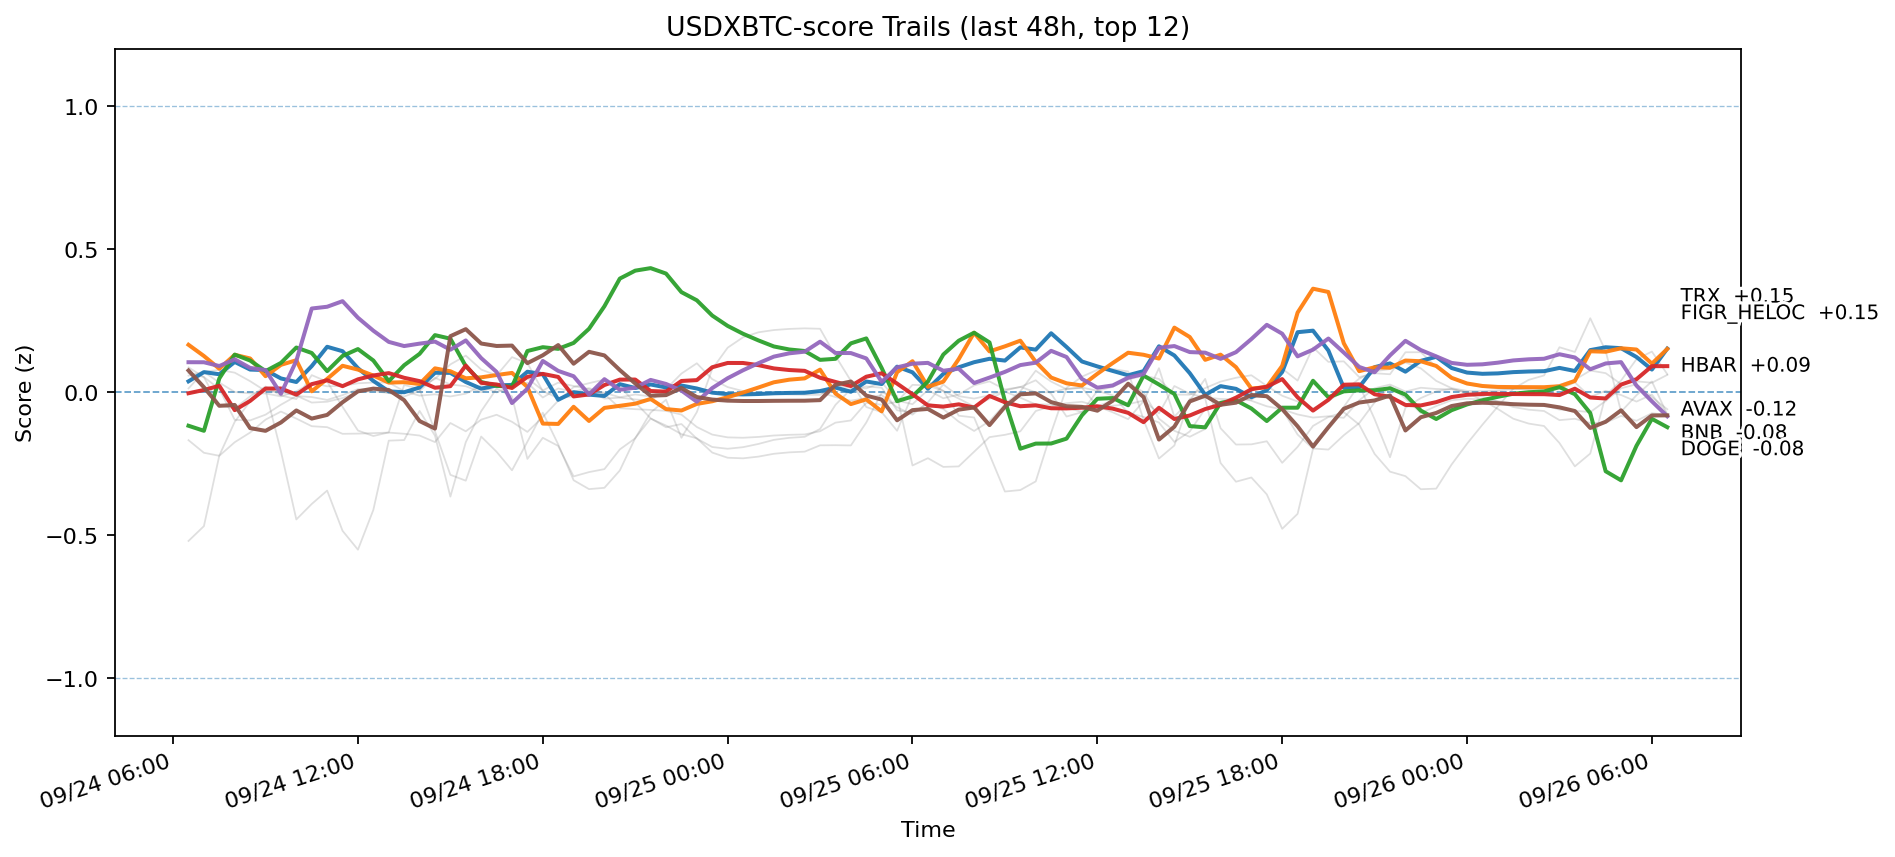 USDXBTC-score Trails (last 48h, top 12)
Score (z)
1.0
0.5
0.0
−0.5
−1.0
TRX +0.15
FIGR_HELOC +0.15
HBAR +0.09
AVAX -0.12
BNB -0.08
DOGE -0.08
09/24 06:00
09/24 12:00
09/24 18:00
09/25 00:00
09/25 06:00
09/25 12:00
09/25 18:00
09/26 00:00
09/26 06:00
Time